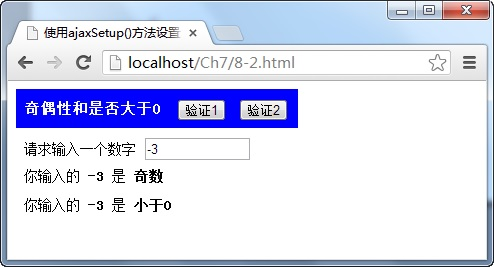 使用ajaxSetup()方法设置
localhost/Ch7/8-2.html
奇偶性和是否大于0 验证1 验证2
请求输入一个数字 -3
你输入的 -3 是 奇数
你输入的 -3 是 小于0